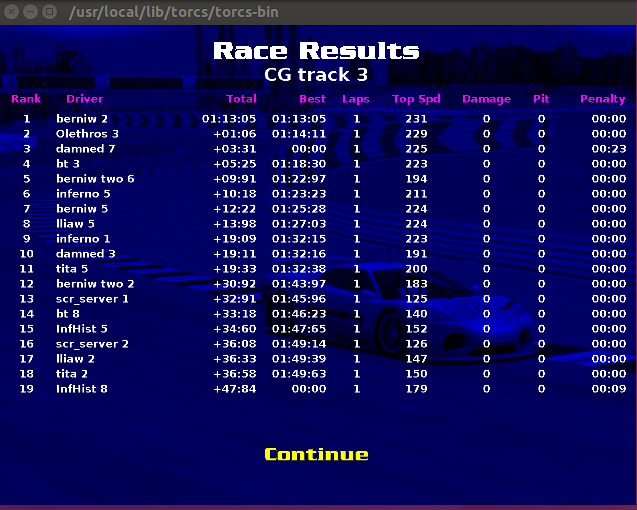 /usr/local/lib/torcs/torcs-bin
Race Results
CG track 3
Rank Driver Total Best Laps Top Spd Damage Pit Penalty
1 berniw 2 01:13:05 01:13:05 1 231 0 0 00:00
2 Olethros 3 +01:06 01:14:11 1 229 0 0 00:00
3 damned 7 +03:31 00:00 1 225 0 0 00:23
4 bt 3 +05:25 01:18:30 1 223 0 0 00:00
5 berniw two 6 +09:91 01:22:97 1 194 0 0 00:00
6 inferno 5 +10:18 01:23:23 1 211 0 0 00:00
7 berniw 5 +12:22 01:25:28 1 224 0 0 00:00
8 lliaw 5 +13:98 01:27:03 1 224 0 0 00:00
9 inferno 1 +19:09 01:32:15 1 223 0 0 00:00
10 damned 3 +19:11 01:32:16 1 191 0 0 00:00
11 tita 5 +19:33 01:32:38 1 200 0 0 00:00
12 berniw two 2 +30:92 01:43:97 1 183 0 0 00:00
13 scr_server 1 +32:91 01:45:96 1 125 0 0 00:00
14 bt 8 +33:18 01:46:23 1 140 0 0 00:00
15 InfHist 5 +34:60 01:47:65 1 152 0 0 00:00
16 scr_server 2 +36:08 01:49:14 1 126 0 0 00:00
17 lliaw 2 +36:33 01:49:39 1 147 0 0 00:00
18 tita 2 +36:58 01:49:63 1 150 0 0 00:00
19 InfHist 8 +47:84 00:00 1 179 0 0 00:09
Continue